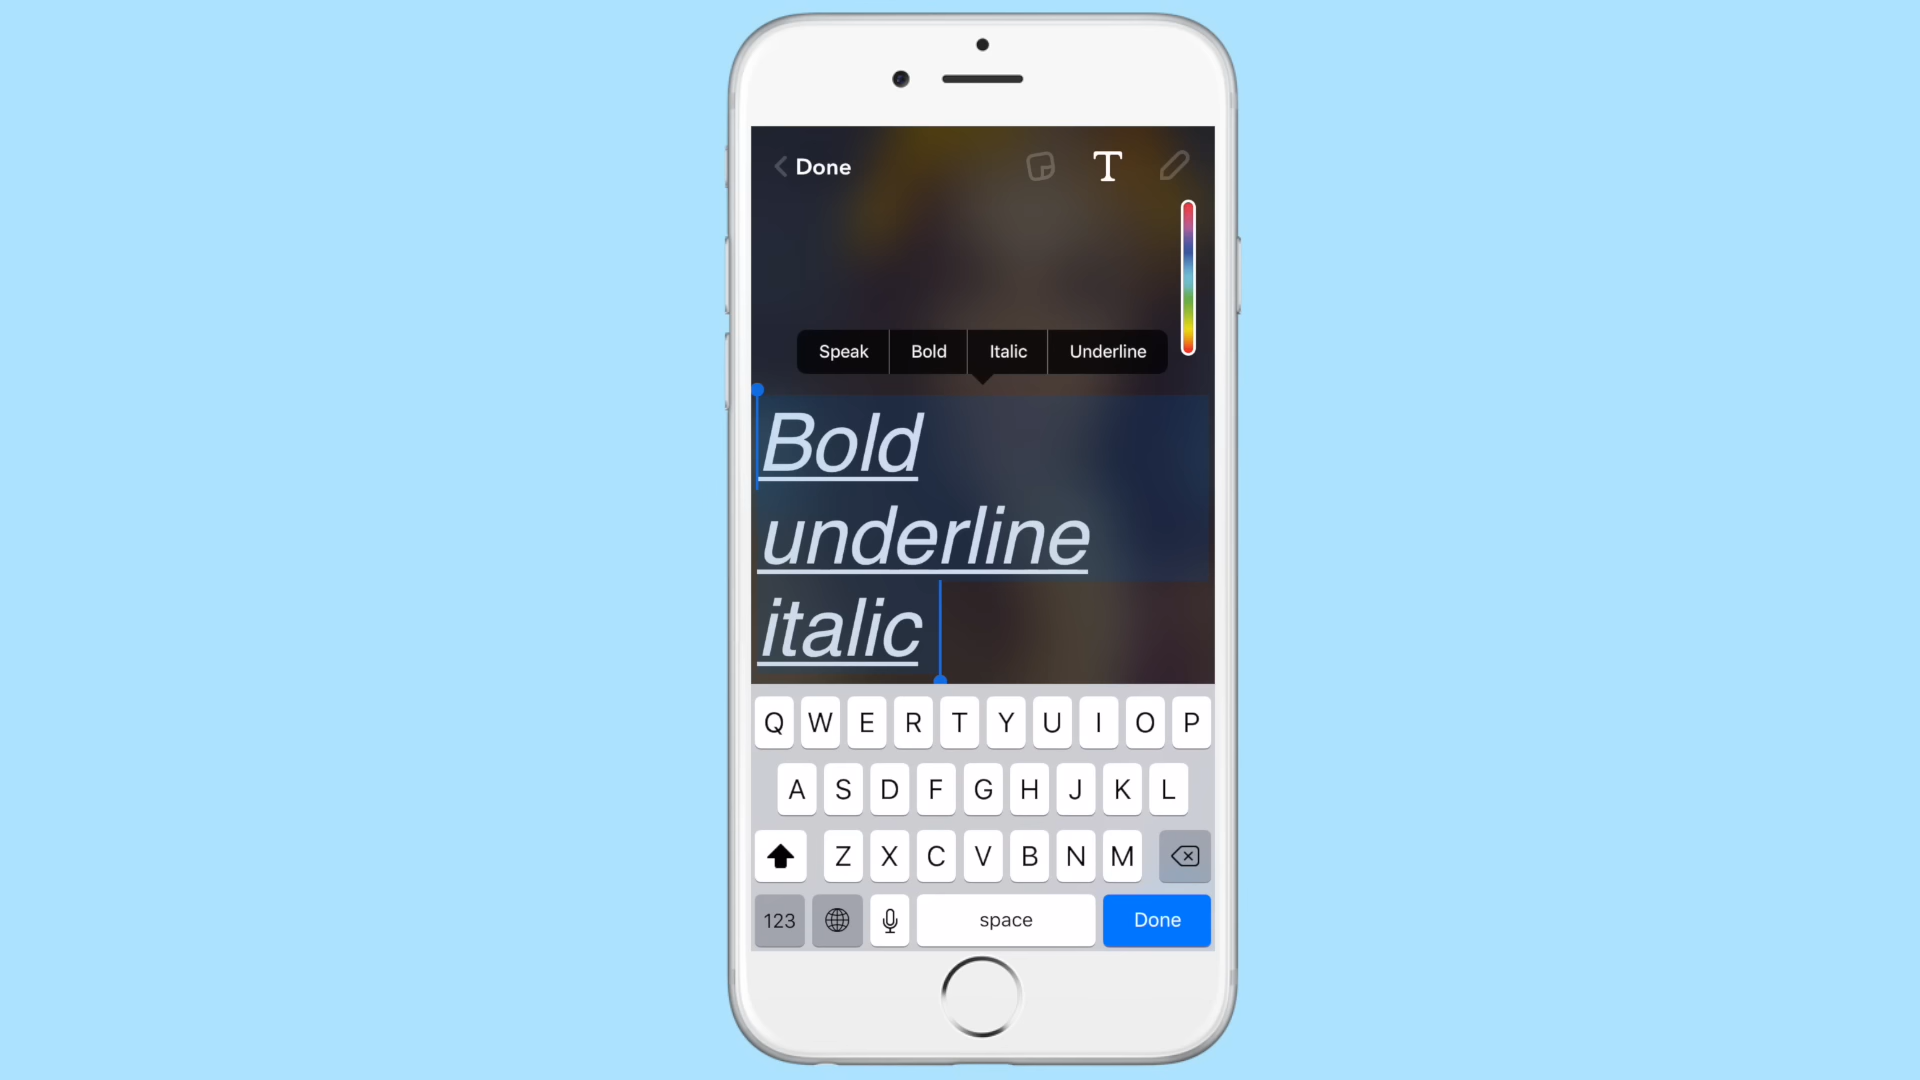 Done T
Speak Bold Italic Underline
Bold
underline
italic
Q W E R T Y U I O P
A S D F G H J K L
Z X C V B N M
123 space Done